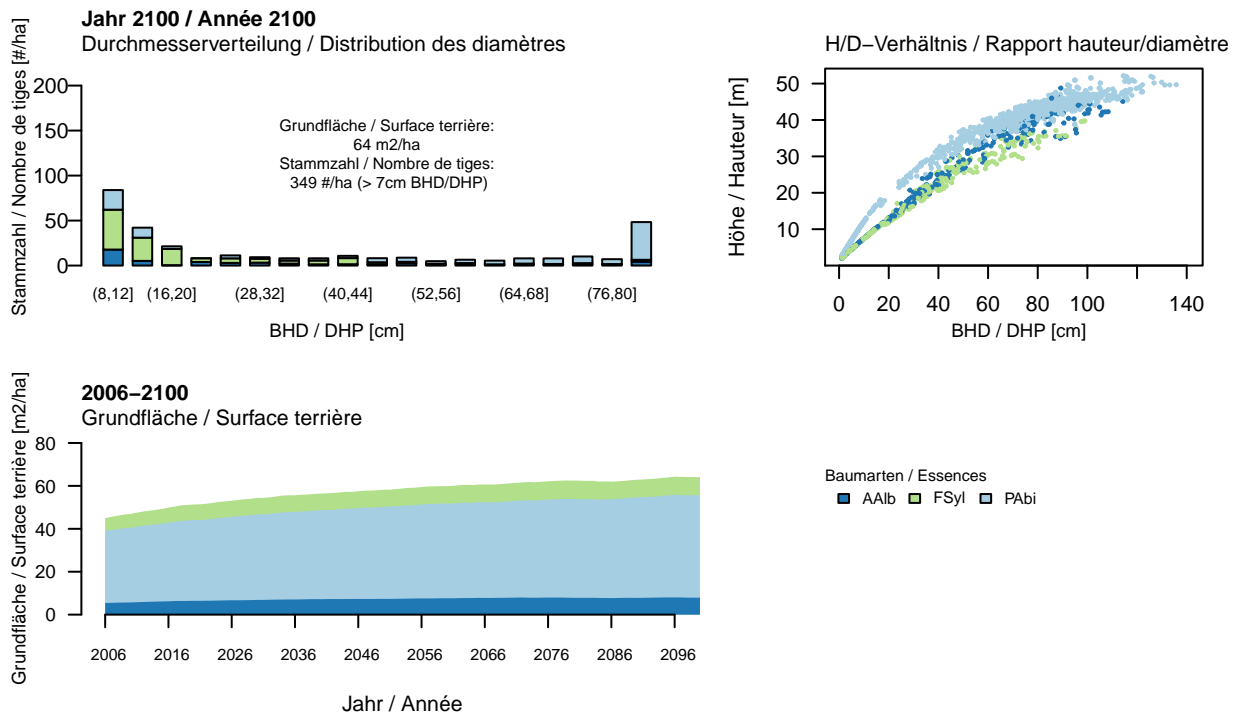 Jahr 2100 / Année 2100
Durchmesserverteilung / Distribution des diamètres
Stammzahl / Nombre de tiges [#/ha]
200
150
100
50
0
Grundfläche / Surface terrière:
64 m2/ha
Stammzahl / Nombre de tiges:
349 #/ha (> 7cm BHD/DHP)
(8,12] (16,20] (28,32] (40,44] (52,56] (64,68] (76,80]
BHD / DHP [cm]
H/D−Verhältnis / Rapport hauteur/diamètre
Höhe / Hauteur [m]
50
40
30
20
10
0 20 40 60 80 100 140
BHD / DHP [cm]
2006−2100
Grundfläche / Surface terrière
Grundfläche / Surface terrière [m2/ha]
80
60
40
20
0
2006 2016 2026 2036 2046 2056 2066 2076 2086 2096
Jahr / Année
Baumarten / Essences
AAlb FSyl PAbi